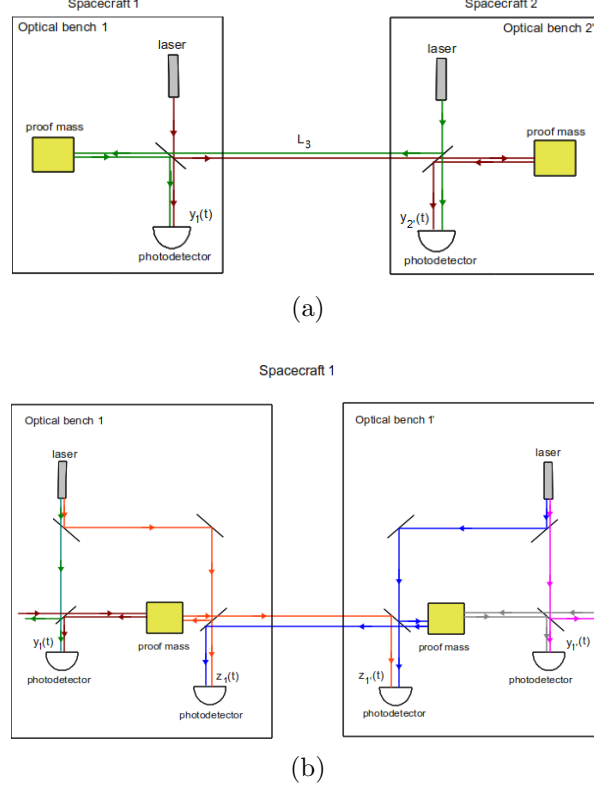 Spacecraft 1 Spacecraft 2
Optical bench 1 Optical bench 2'
laser laser
proof mass L3 proof mass
y1(t) y2'(t)
photodetector photodetector
(a)
Spacecraft 1
Optical bench 1 Optical bench 1'
laser laser
y1(t) proof mass proof mass y1'(t)
photodetector z1(t) z1'(t) photodetector
photodetector photodetector
(b)